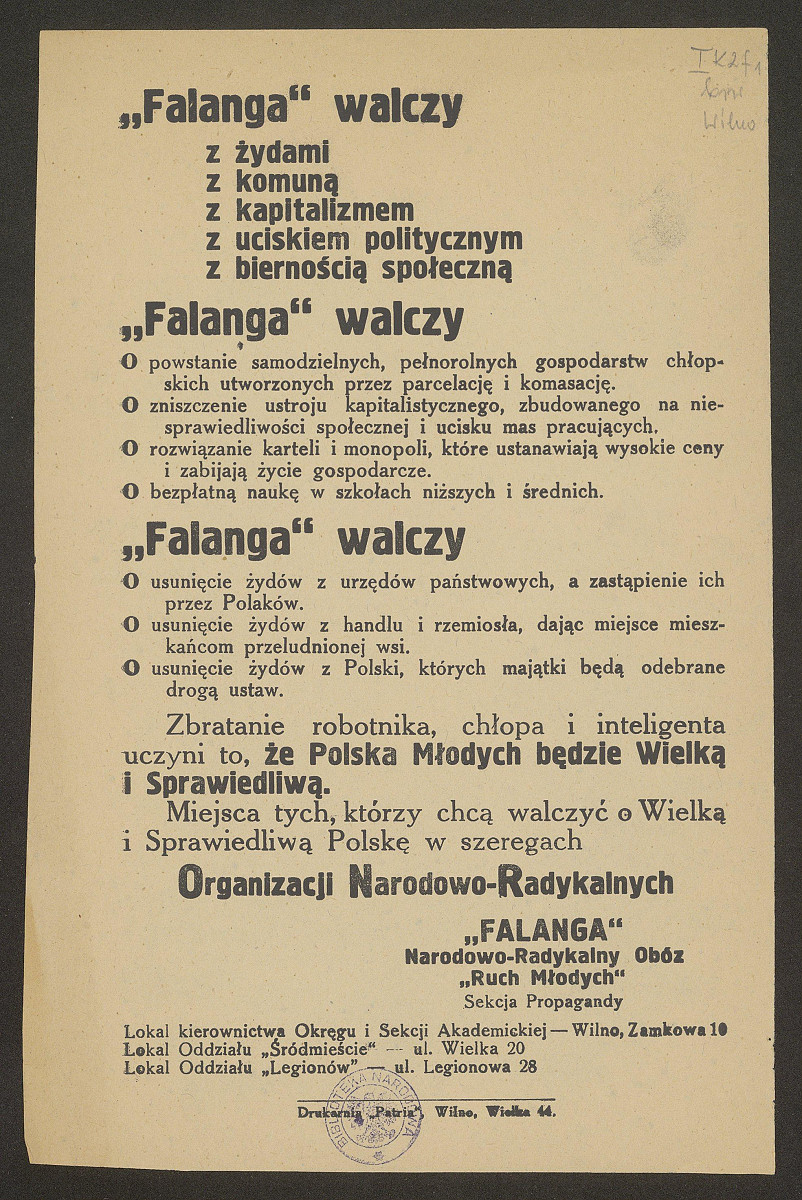 I K2f1
Wilno
„Falanga“ walczy
z żydami
z komuną
z kapitalizmem
z uciskiem politycznym
z biernością społeczną
„Falanga“ walczy
O powstanie samodzielnych, pełnorolnych gospodarstw chłop-
skich utworzonych przez parcelację i komasację.
O zniszczenie ustroju kapitalistycznego, zbudowanego na nie-
sprawiedliwości społecznej i ucisku mas pracujących.
O rozwiązanie karteli i monopoli, które ustanawiają wysokie ceny
i zabijają życie gospodarcze.
O bezpłatną naukę w szkołach niższych i średnich.
„Falanga“ walczy
O usunięcie żydów z urzędów państwowych, a zastąpienie ich
przez Polaków.
O usunięcie żydów z handlu i rzemiosła, dając miejsce miesz-
kańcom przeludnionej wsi.
O usunięcie żydów z Polski, których majątki będą odebrane
drogą ustaw.
Zbratanie robotnika, chłopa i inteligenta
uczyni to, że Polska Młodych będzie Wielką
i Sprawiedliwą.
Miejsca tych, którzy chcą walczyć o Wielką
i Sprawiedliwą Polskę w szeregach
Organizacji Narodowo-Radykalnych
„FALANGA“
Narodowo-Radykalny Obóz
„Ruch Młodych“
Sekcja Propagandy
Lokal kierownictwa Okręgu i Sekcji Akademickiej — Wilno, Zamkowa 10
Lokal Oddziału „Śródmieście“ — ul. Wielka 20
Lokal Oddziału „Legionów” — ul. Legionowa 28
BIBLIOTEKA NARODOWA
Drukarnia „Patria”, Wilno, Wielka 44.